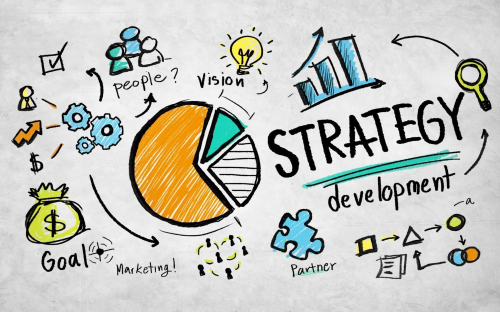 people?
Vision
STRATEGY
development
$
$
Goal
Marketing!
Partner
a